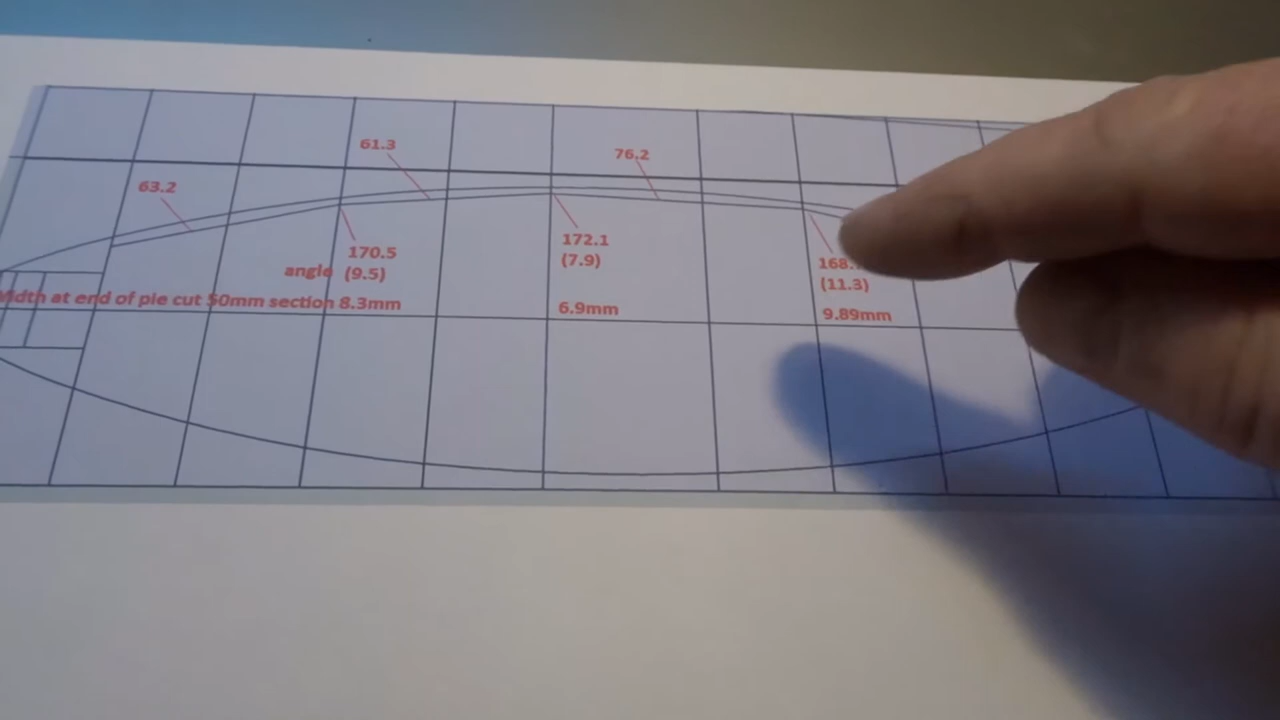 61.3
76.2
63.2
170.5
angle (9.5)
172.1
(7.9)
168.
(11.3)
at end of pie cut 50mm section 8.3mm
6.9mm
9.89mm